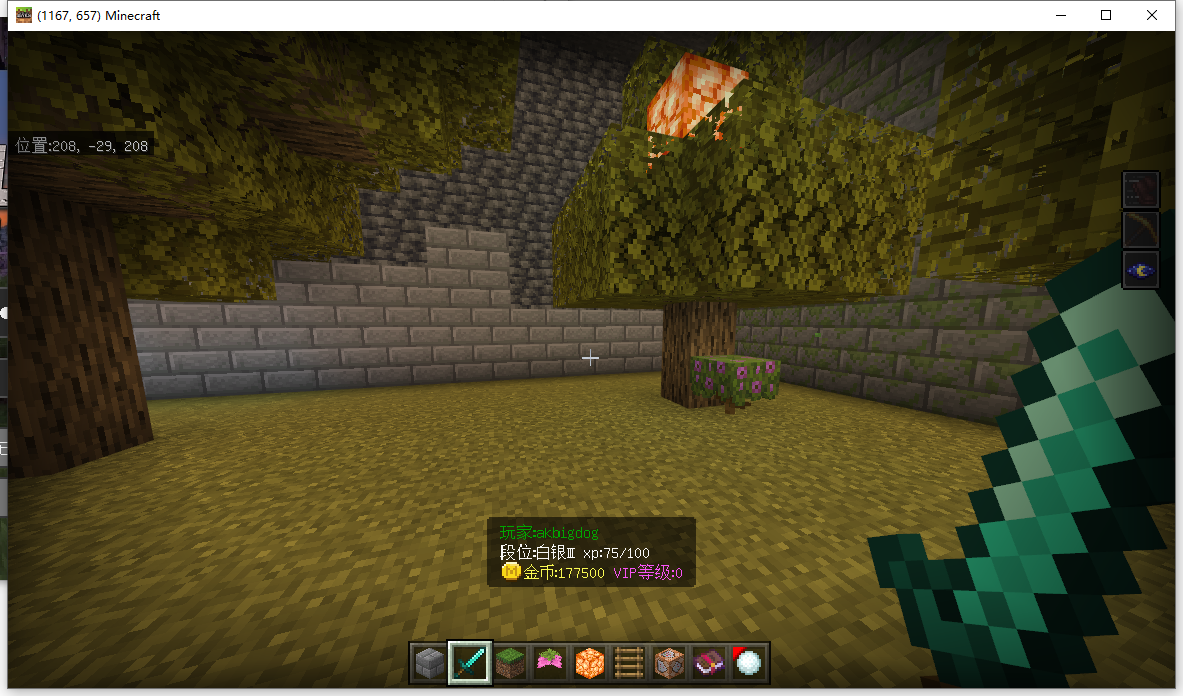 (1167, 657) Minecraft
位置:208, -29, 208
玩家:akbigdog
段位:白银Ⅲ xp:75/100
金币:177500 VIP等级:0